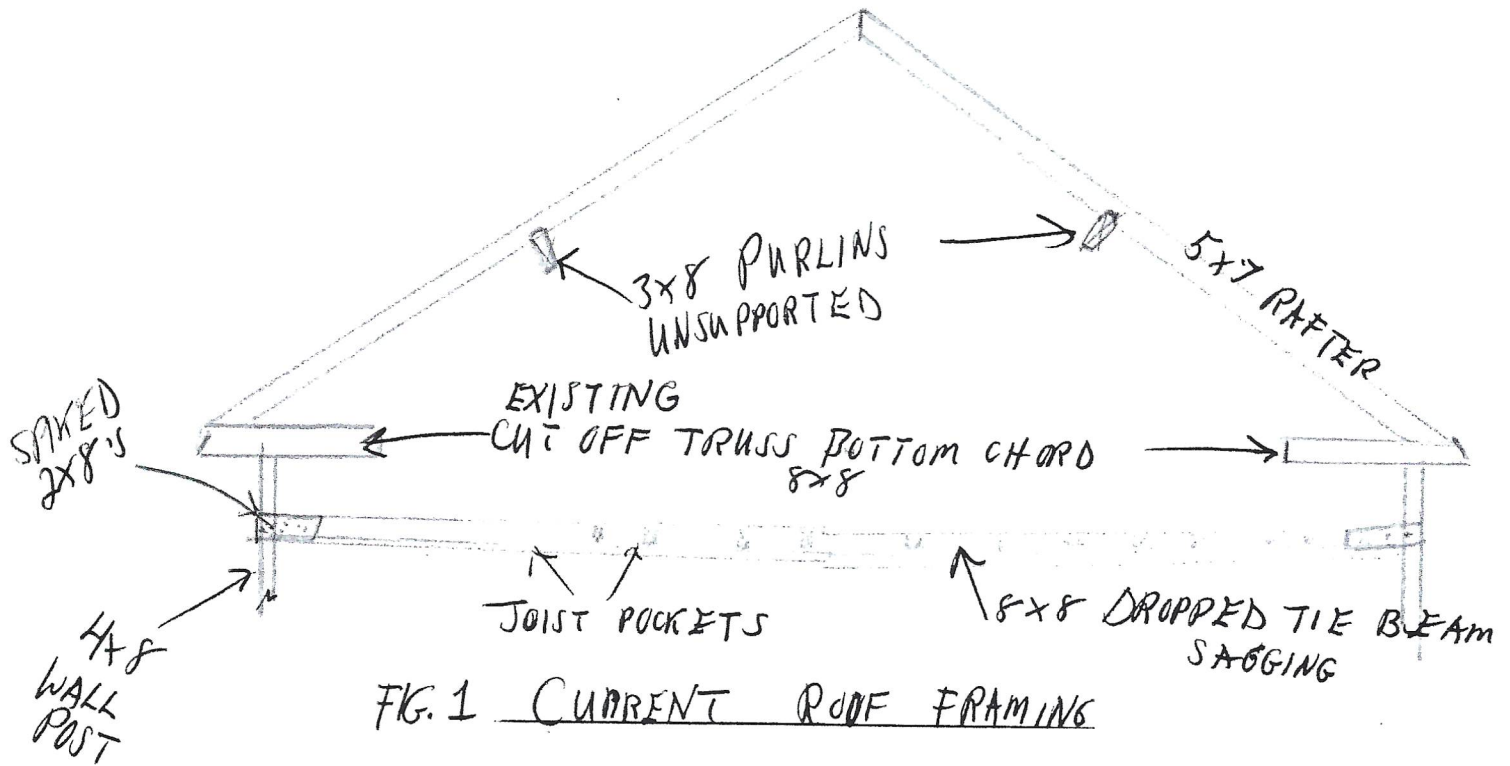 3x8 PURLINS
UNSUPPORTED
5x7 RAFTER
EXISTING
CUT OFF TRUSS BOTTOM CHORD
8x8
SPIKED
2x8'S
JOIST POCKETS
8x8 DROPPED TIE BEAM
SAGGING
4x8
WALL
POST
FIG. 1 CURRENT ROOF FRAMING